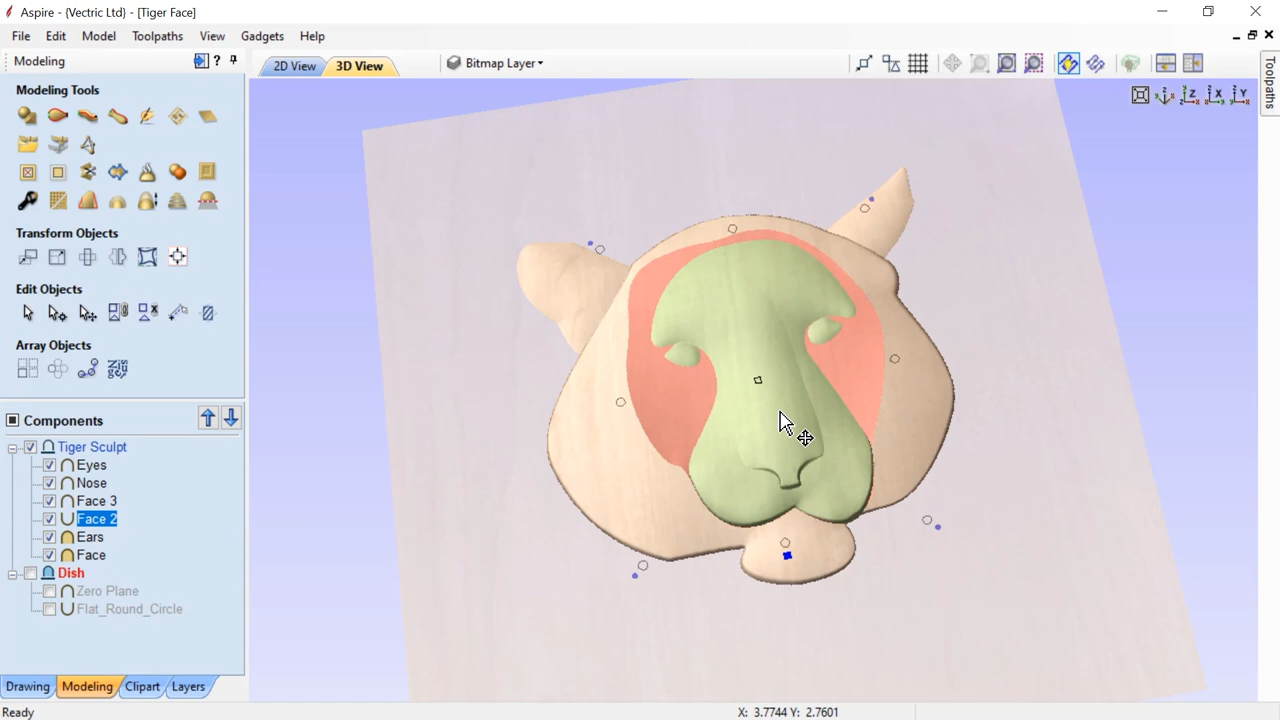 Aspire - {Vectric Ltd} - [Tiger Face]
File Edit Model Toolpaths View Gadgets Help
Modeling
?
2D View 3D View
Bitmap Layer
Toolpaths
Modeling Tools
Z X Y
Transform Objects
Edit Objects
Array Objects
Components
Tiger Sculpt
Eyes
Nose
Face 3
Face 2
Ears
Face
Dish
Zero Plane
Flat_Round_Circle
Drawing Modeling Clipart Layers
Ready
X: 3.7744 Y: 2.7601